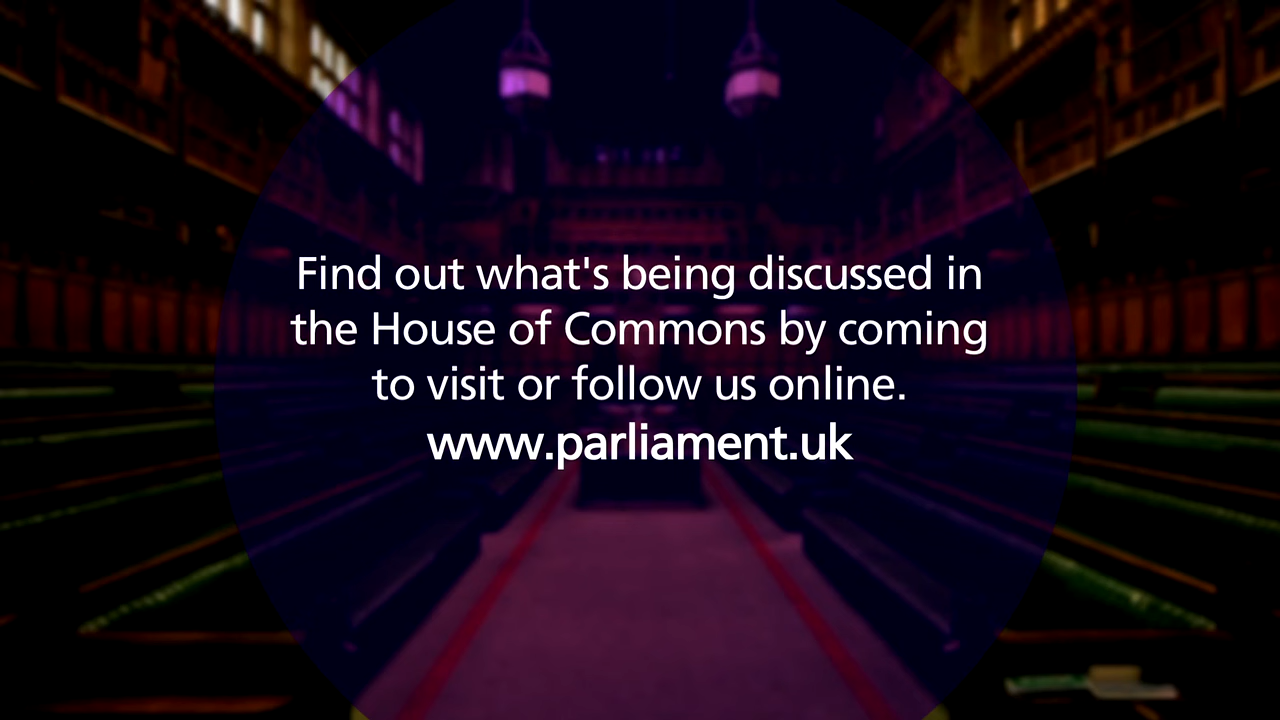 Find out what's being discussed in
the House of Commons by coming
to visit or follow us online.
www.parliament.uk